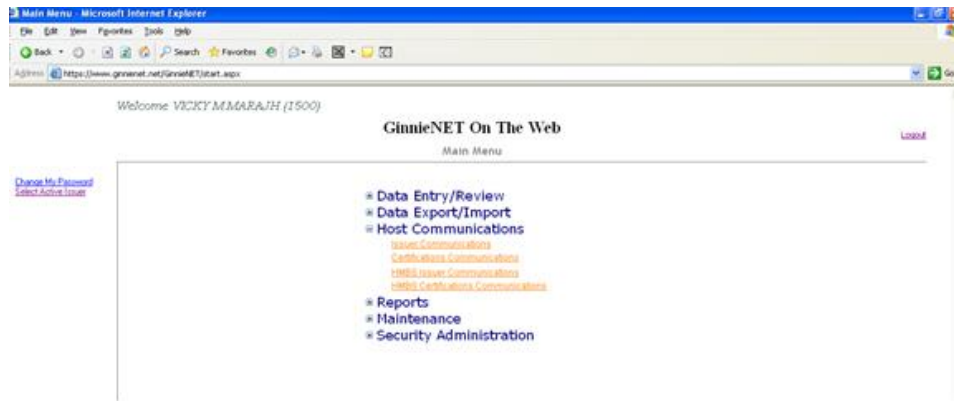 Main Menu - Microsoft Internet Explorer
File Edit View Favorites Tools Help
Back Search Favorites
Address https://www.ginnienet.net/GinnieNET/start.aspx Go
Welcome VICKY M MARAJH (1500)
GinnieNET On The Web
Logout
Main Menu
Change My Password
Select Active Issuer
Data Entry/Review
Data Export/Import
Host Communications
Issuer Communications
Certifications Communications
HMBS Issuer Communications
HMBS Certifications Communications
Reports
Maintenance
Security Administration